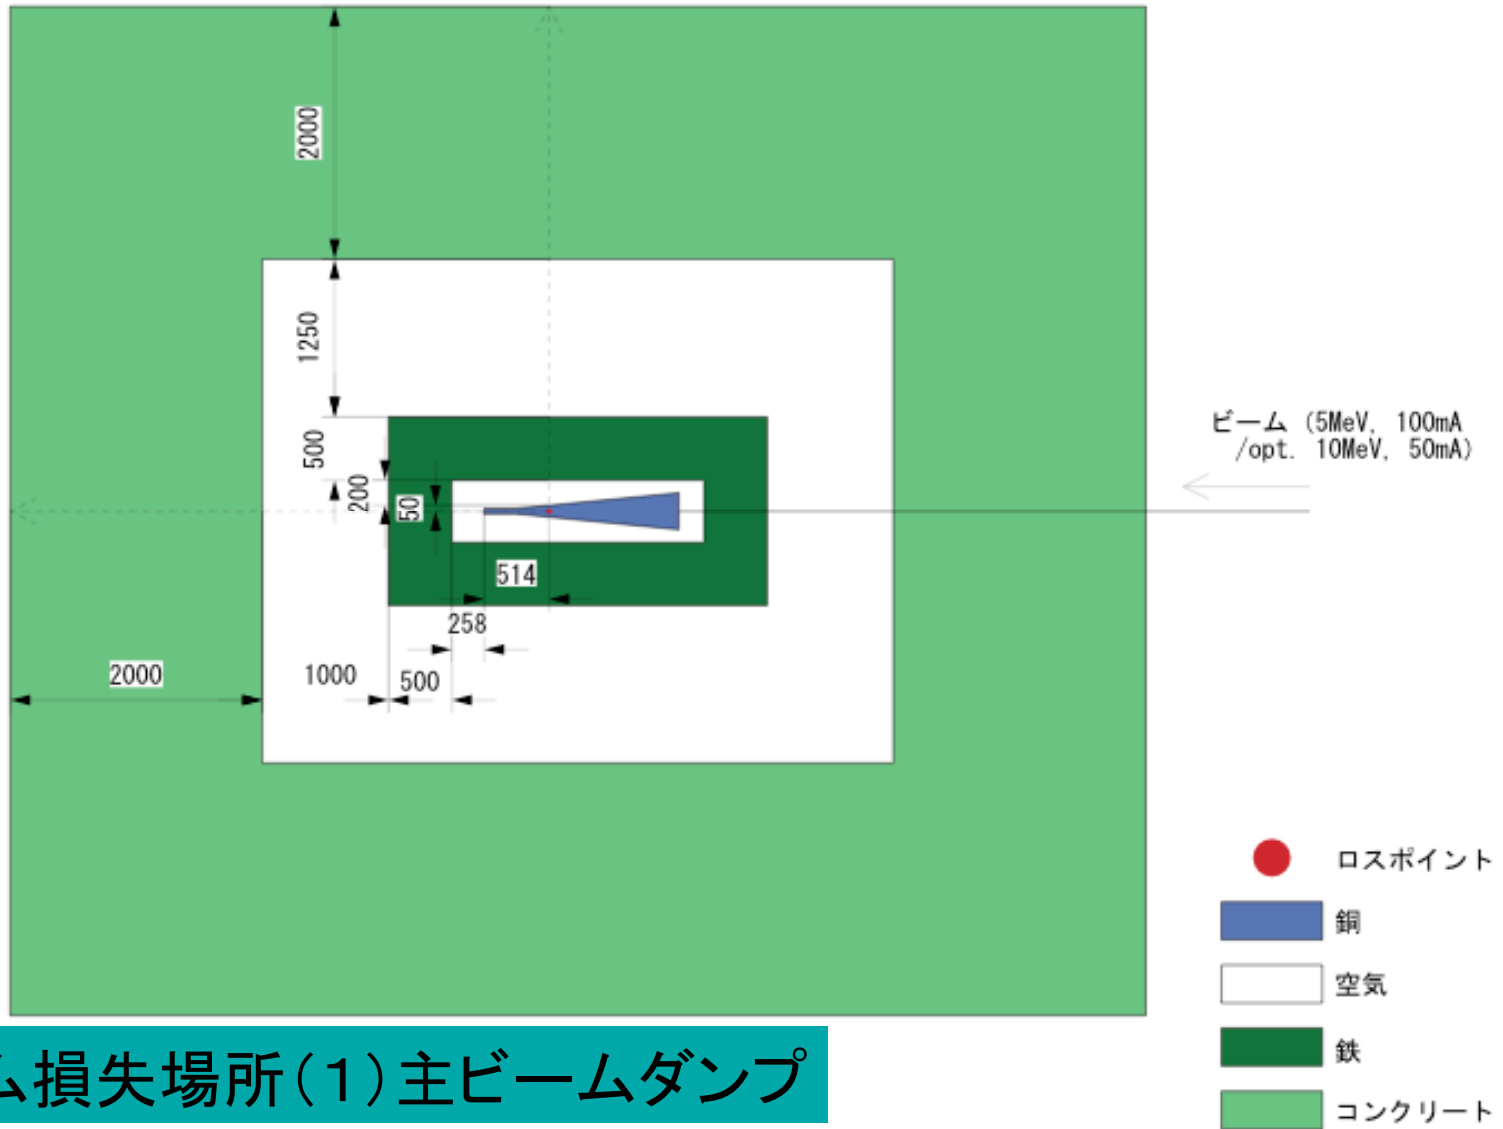 2000
1250
ビーム (5MeV, 100mA
/opt. 10MeV, 50mA)
500
200
50
514
258
2000
1000
500
ロスポイント
銅
空気
鉄
コンクリート
ム損失場所(1)主ビームダンプ